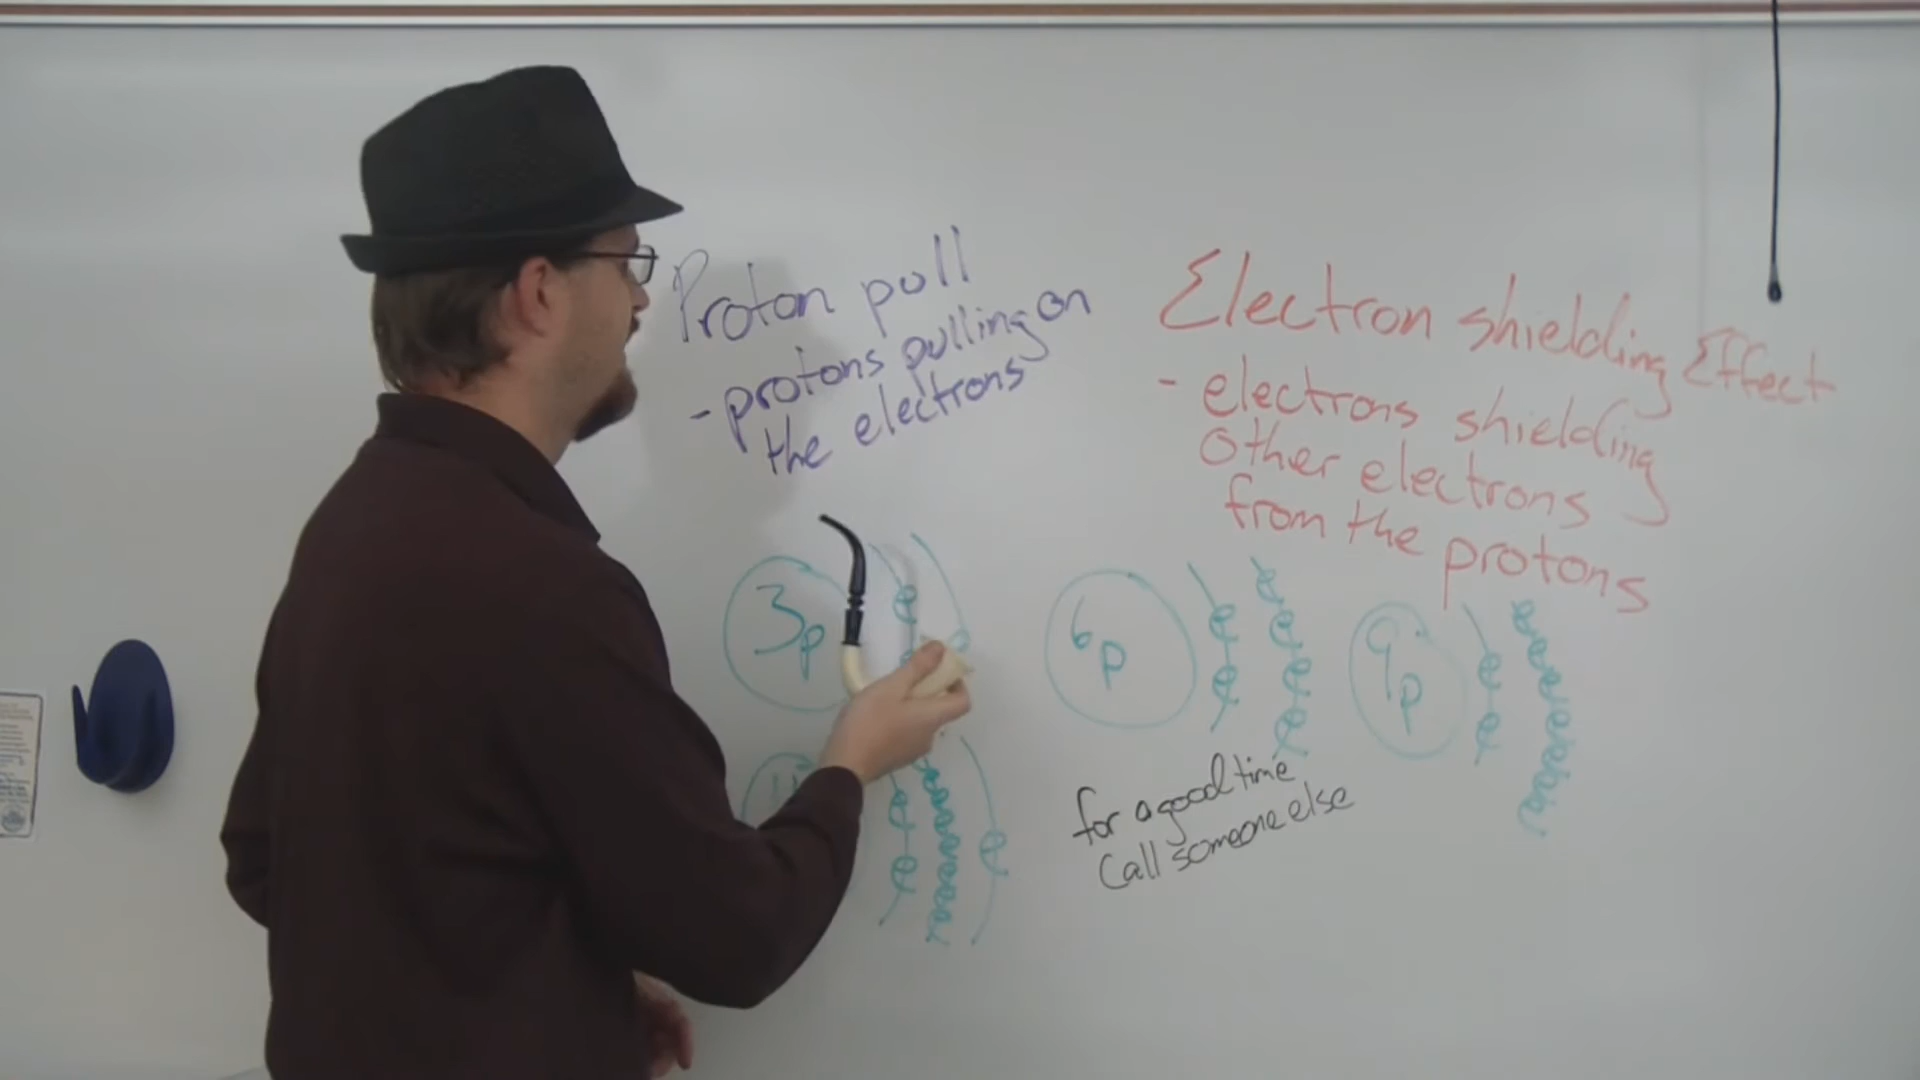 Proton pull
- protons pulling on
the electrons
Electron shielding Effect
- electrons shielding
other electrons
from the protons
3p
6p
9p
for a good time
Call someone else